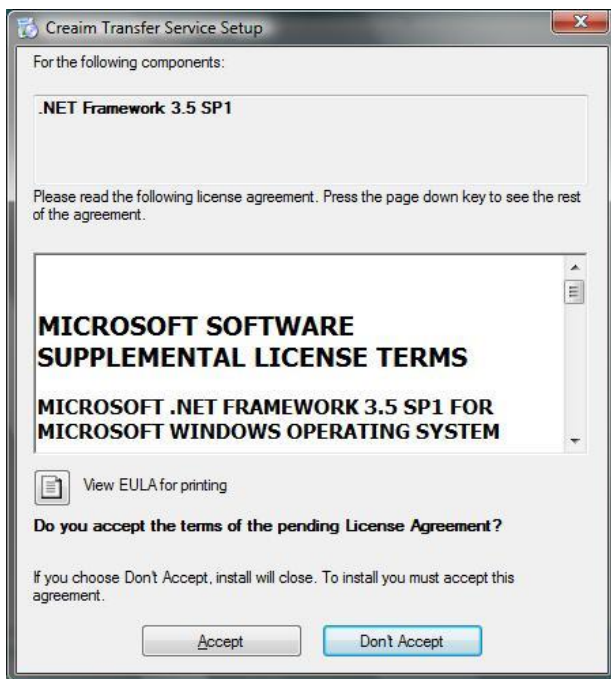 Creaim Transfer Service Setup
For the following components:
.NET Framework 3.5 SP1
Please read the following license agreement. Press the page down key to see the rest
of the agreement.
MICROSOFT SOFTWARE
SUPPLEMENTAL LICENSE TERMS
MICROSOFT .NET FRAMEWORK 3.5 SP1 FOR
MICROSOFT WINDOWS OPERATING SYSTEM
View EULA for printing
Do you accept the terms of the pending License Agreement?
If you choose Don't Accept, install will close. To install you must accept this
agreement.
Accept
Don't Accept